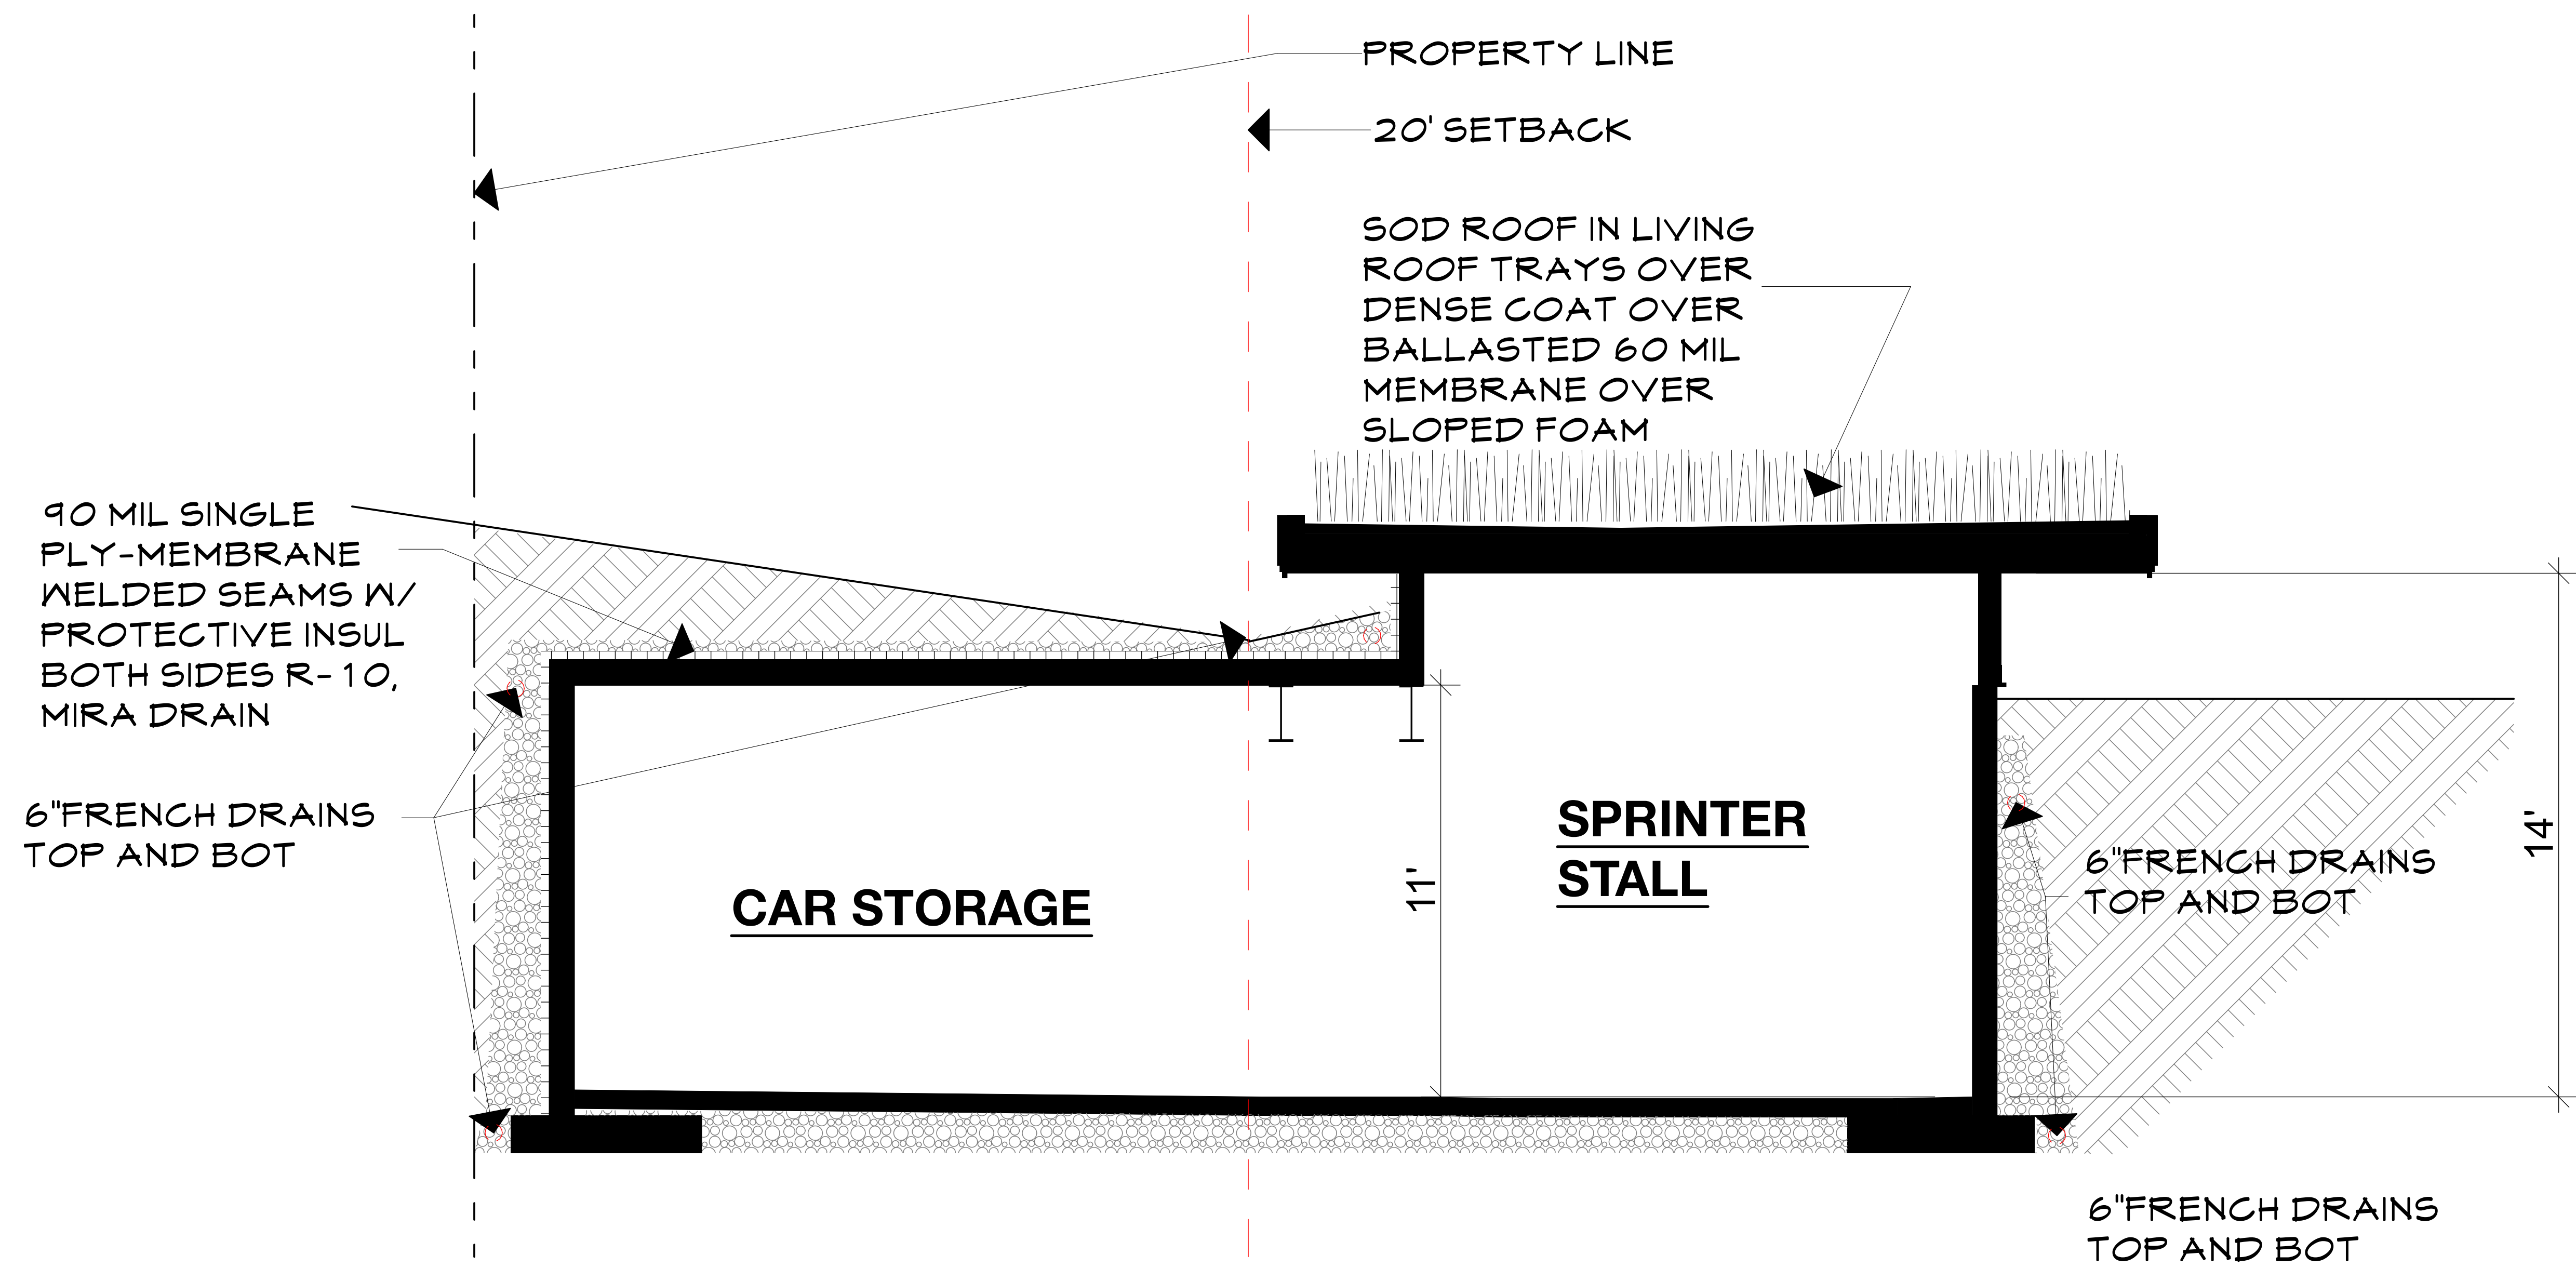 PROPERTY LINE
20' SETBACK
SOD ROOF IN LIVING
ROOF TRAYS OVER
DENSE COAT OVER
BALLASTED 60 MIL
MEMBRANE OVER
SLOPED FOAM
90 MIL SINGLE
PLY-MEMBRANE
WELDED SEAMS W/
PROTECTIVE INSUL
BOTH SIDES R-10,
MIRA DRAIN
6"FRENCH DRAINS
TOP AND BOT
CAR STORAGE
11'
SPRINTER
STALL
6"FRENCH DRAINS
TOP AND BOT
14'
6"FRENCH DRAINS
TOP AND BOT